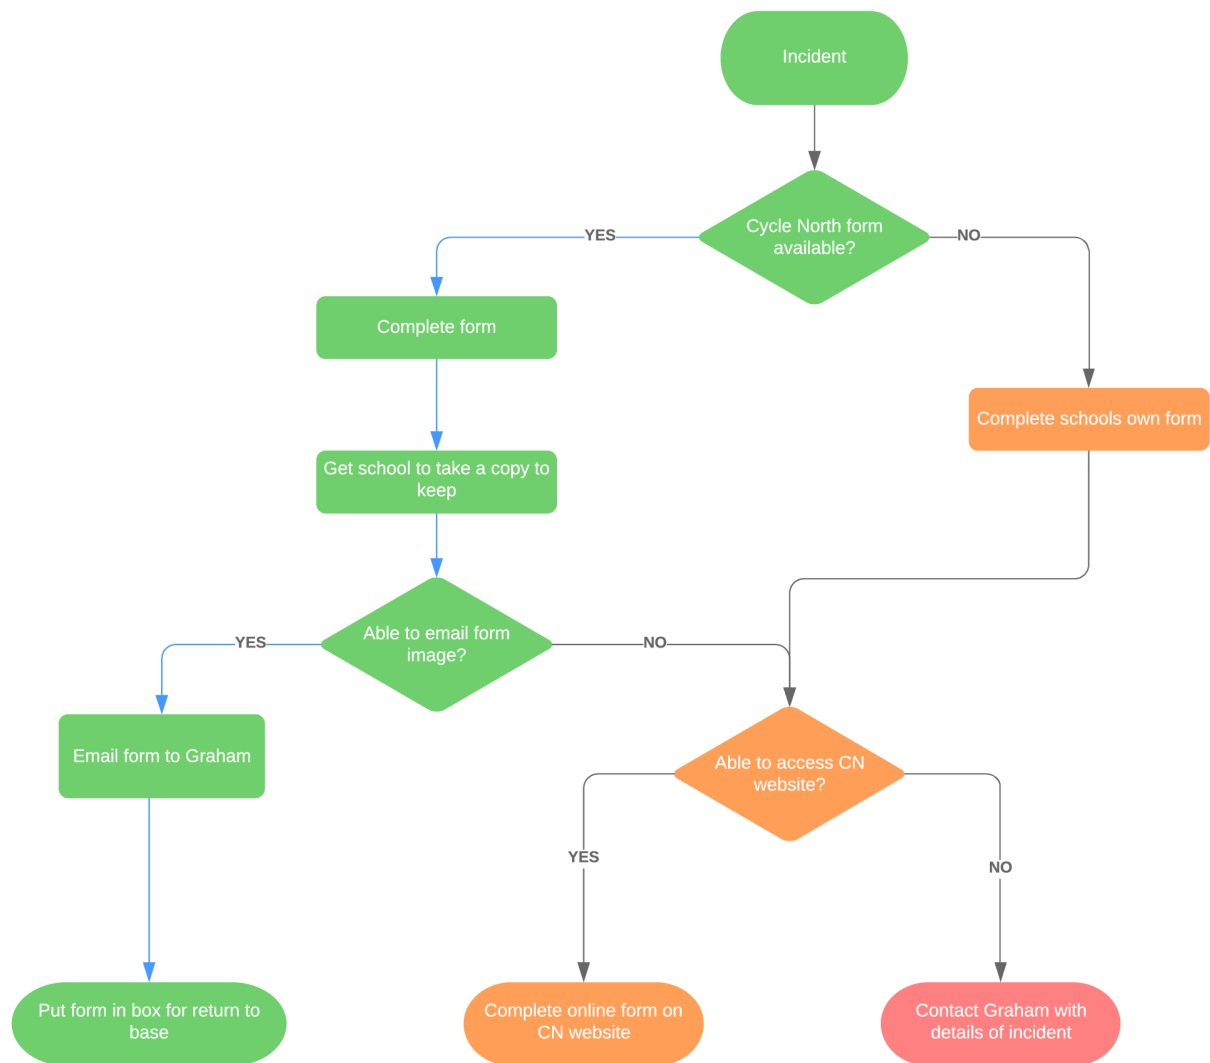 Incident
Cycle North form
available?
YES
NO
Complete form
Complete schools own form
Get school to take a copy to
keep
Able to email form
image?
YES
NO
Email form to Graham
Able to access CN
website?
YES
NO
Put form in box for return to
base
Complete online form on
CN website
Contact Graham with
details of incident